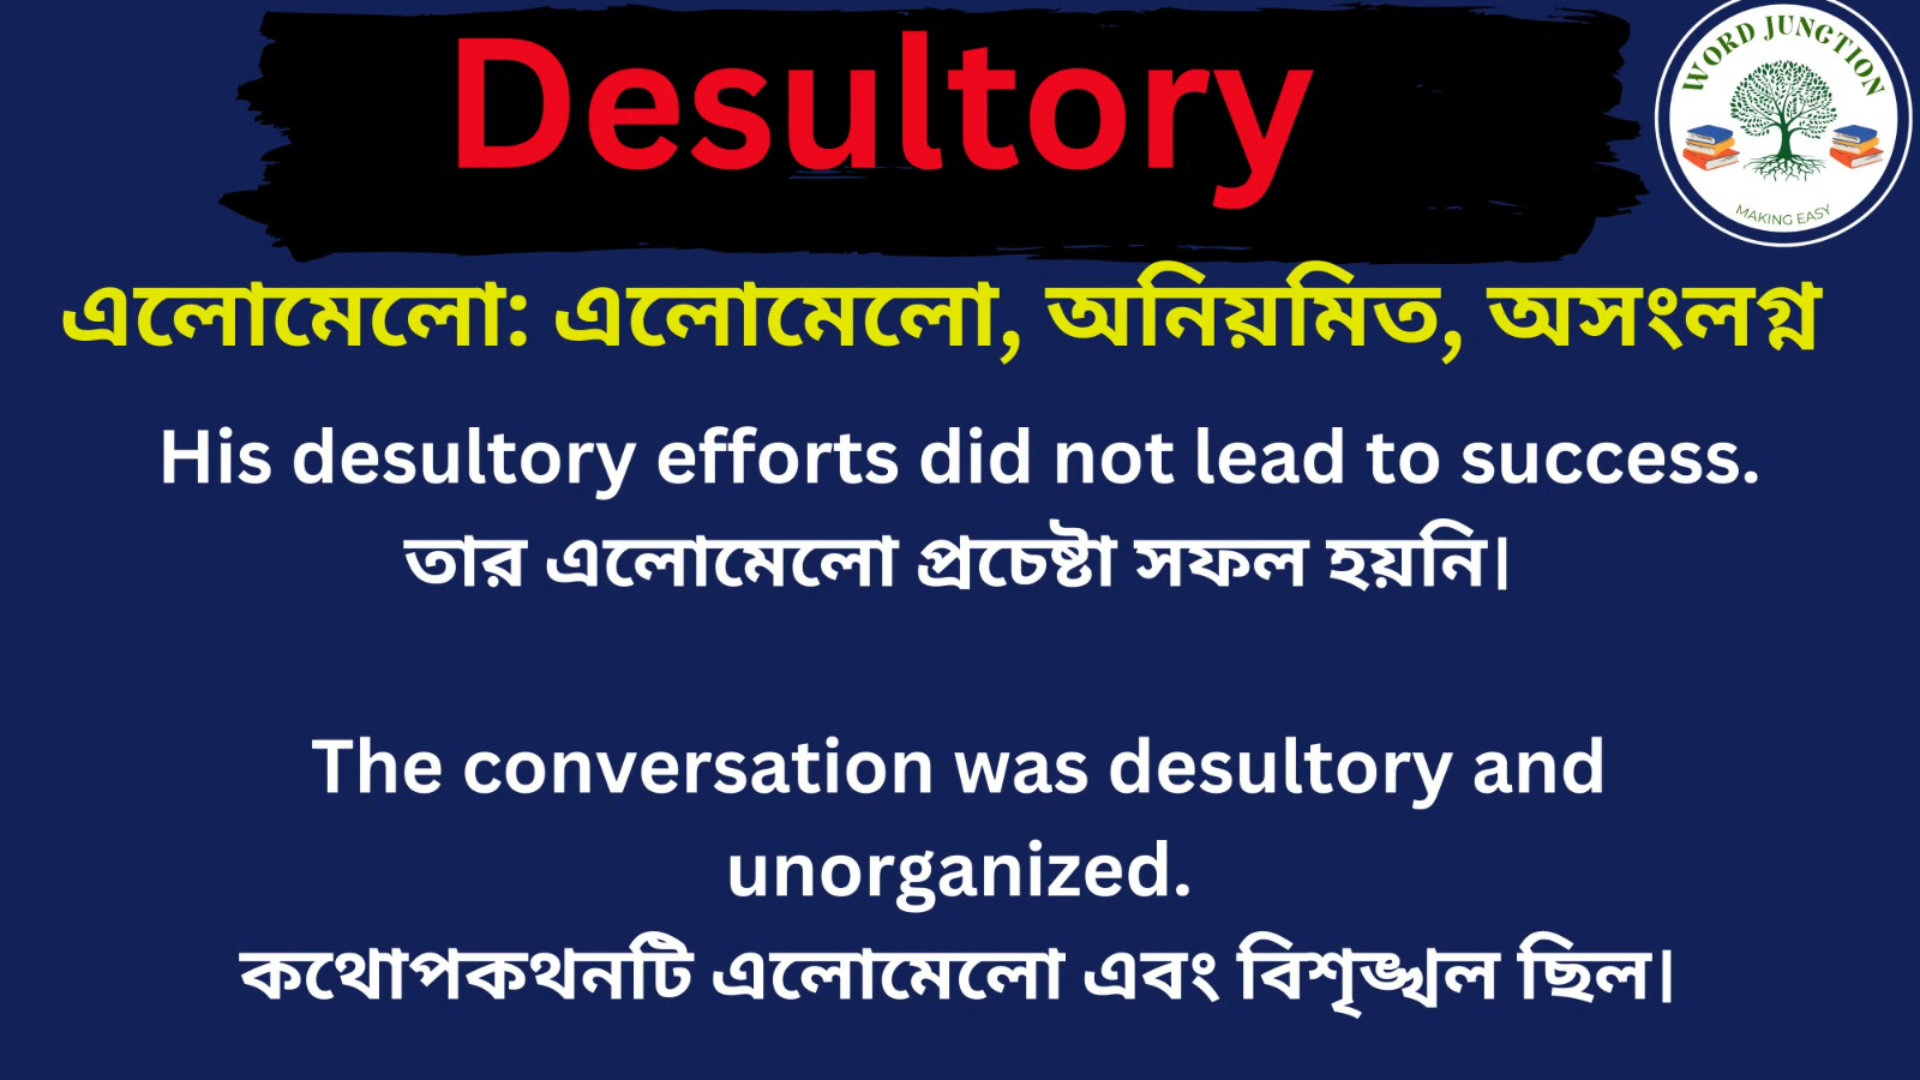 Desultory
WORD JUNCTION
MAKING EASY
এলোমেলো: এলোমেলো, অনিয়মিত, অসংলগ্ন
His desultory efforts did not lead to success.
তার এলোমেলো প্রচেষ্টা সফল হয়নি।
The conversation was desultory and
unorganized.
কথোপকথনটি এলোমেলো এবং বিশৃঙ্খল ছিল।